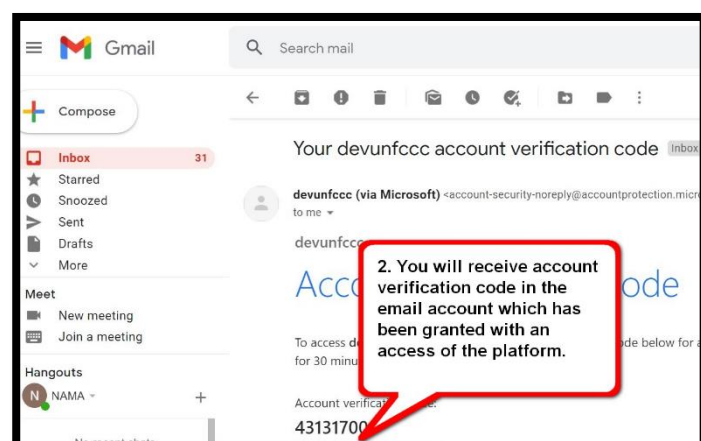 Gmail
Search mail
Compose
Inbox 31
Starred
Snoozed
Sent
Drafts
More
Meet
New meeting
Join a meeting
Hangouts
N NAMA
Your devunfccc account verification code Inbox
devunfccc (via Microsoft) <account-security-noreply@accountprotection.micro
to me
devunfccc
ode
To access
de below for a
for 30 minu
Account verificat
43131700
2. You will receive account
verification code in the
email account which has
been granted with an
access of the platform.